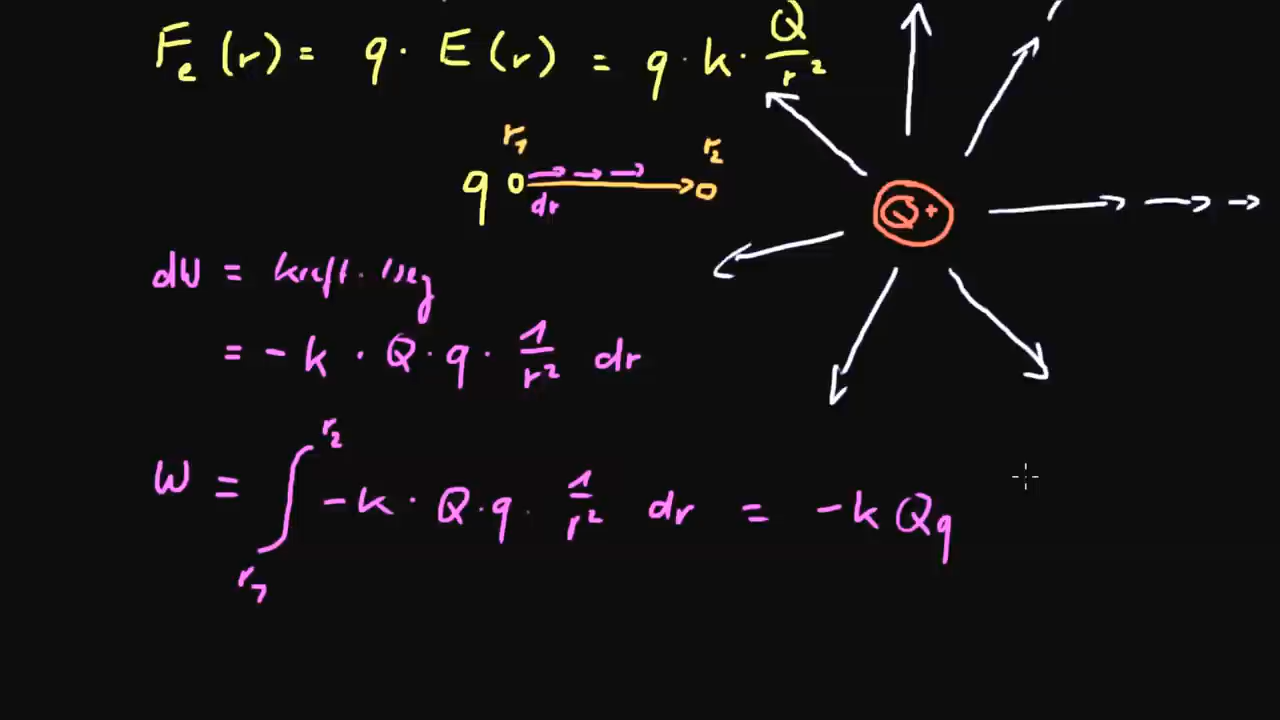 Fe (r) = q · E (r) = q · k · Q/r²
r₁ r₂
q
dr
Q+
dW = kraft · weg
= - k · Q · q · 1/r² dr
W = ∫ r₁ r₂ - k · Q · q · 1/r² dr = - k Q q